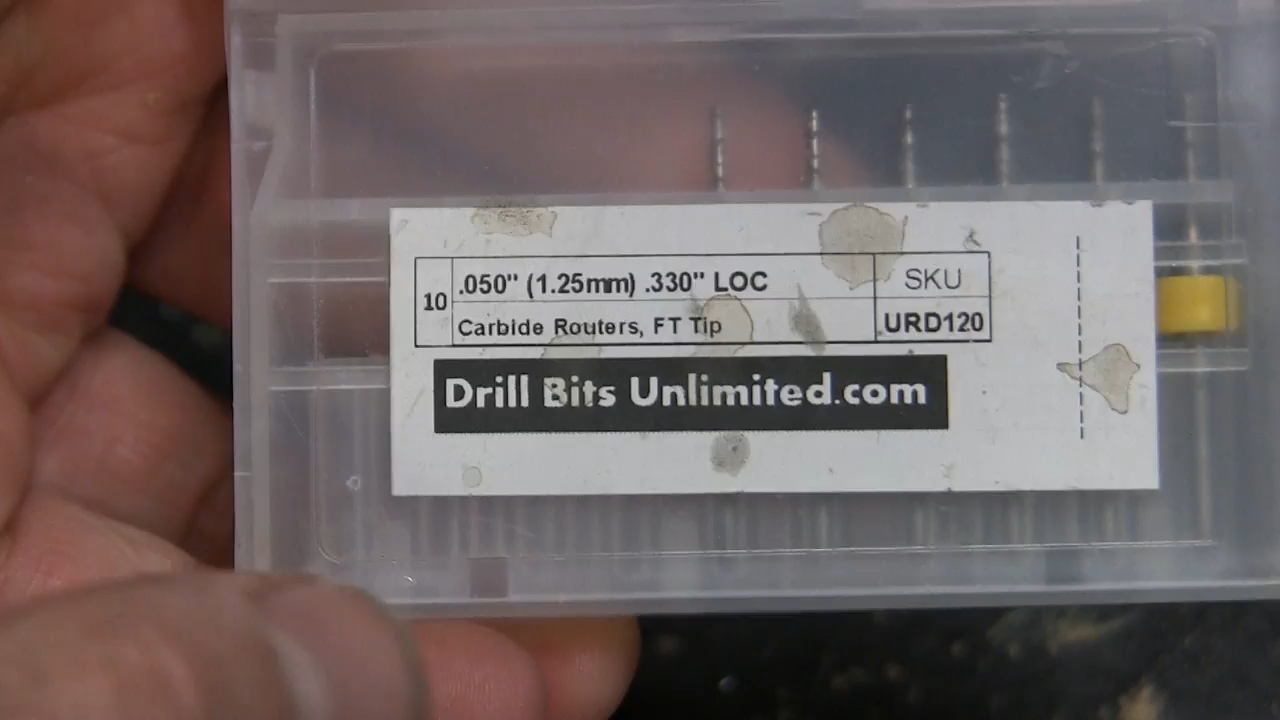 10
.050" (1.25mm) .330" LOC
SKU
Carbide Routers, FT Tip
URD120
Drill Bits Unlimited.com